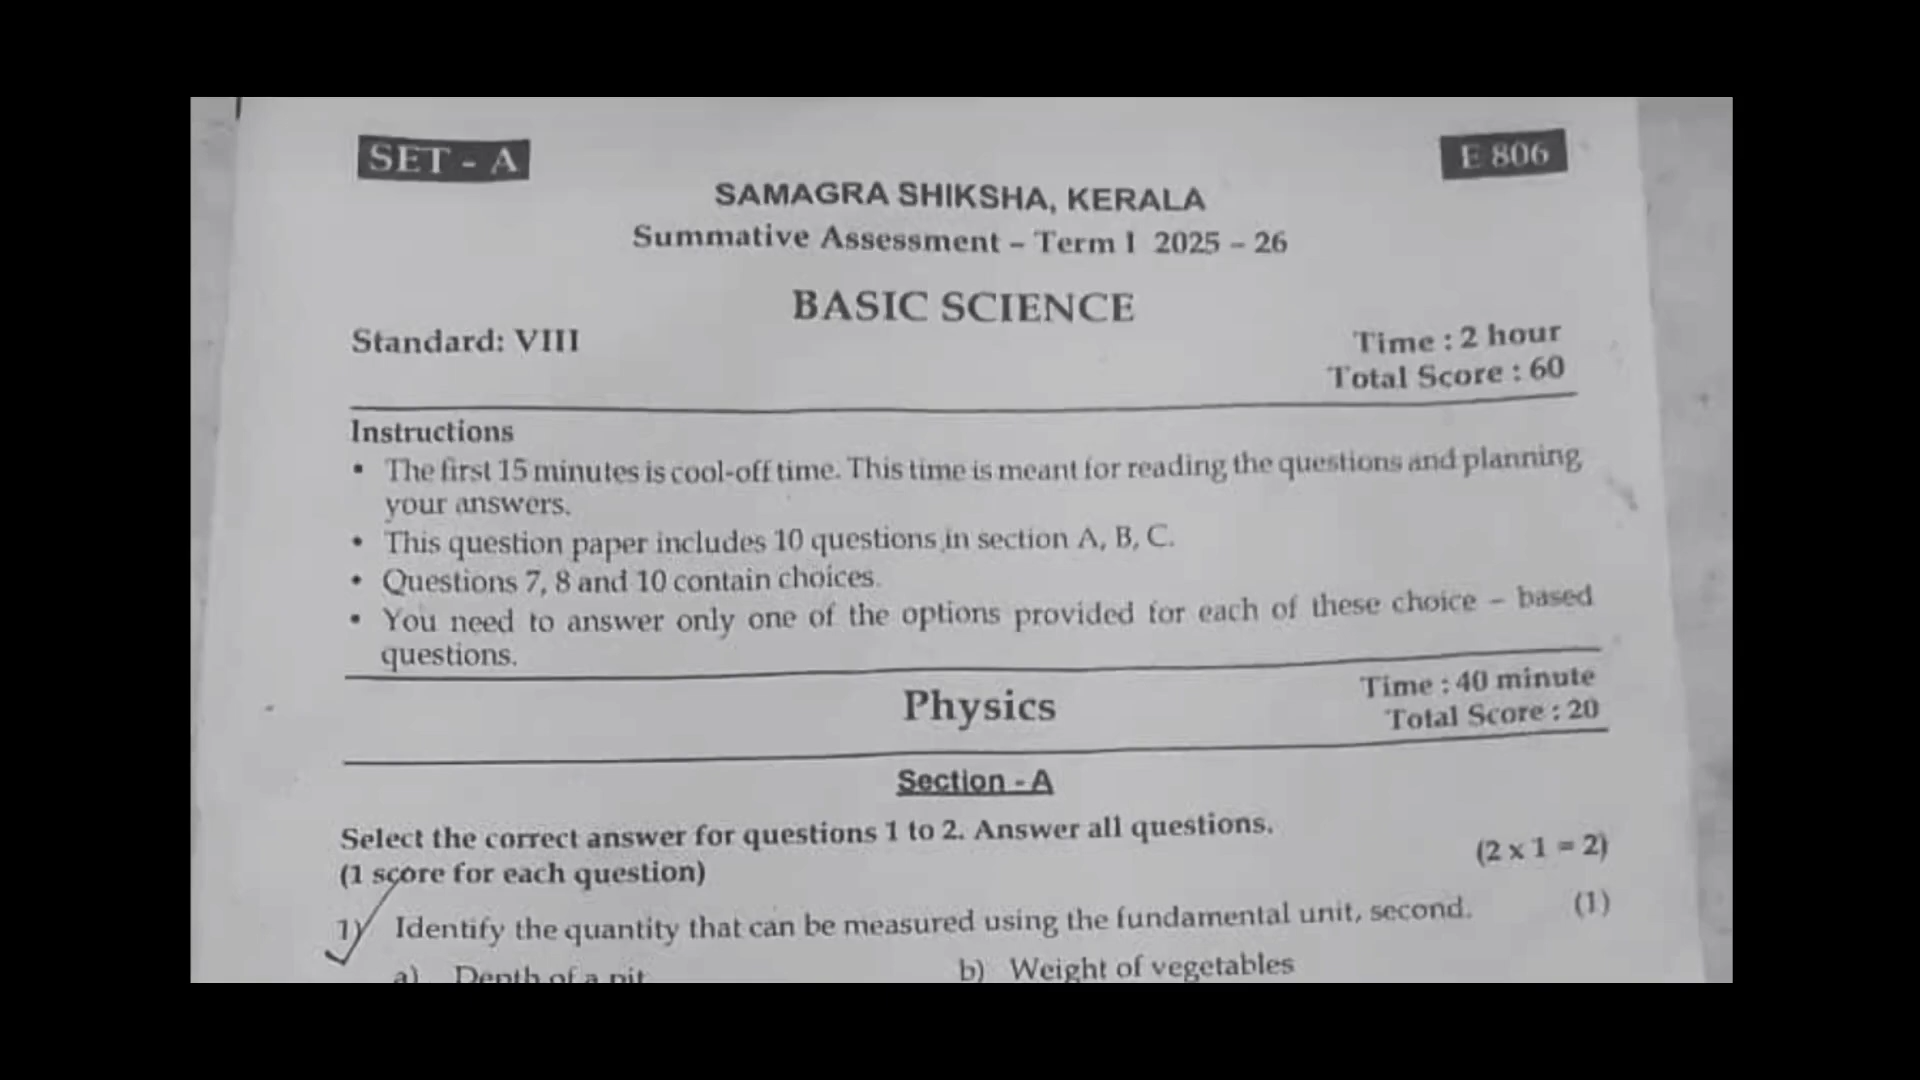 SET - A
E 806
SAMAGRA SHIKSHA, KERALA
Summative Assessment – Term I 2025 – 26
BASIC SCIENCE
Standard: VIII
Time : 2 hour
Total Score : 60
Instructions
• The first 15 minutes is cool-off time. This time is meant for reading the questions and planning
your answers.
• This question paper includes 10 questions in section A, B, C.
• Questions 7, 8 and 10 contain choices.
• You need to answer only one of the options provided for each of these choice – based
questions.
Physics
Time : 40 minute
Total Score : 20
Section - A
Select the correct answer for questions 1 to 2. Answer all questions.
(1 score for each question)
(2 x 1 = 2)
1) Identify the quantity that can be measured using the fundamental unit, second. (1)
a) Depth of a pit
b) Weight of vegetables